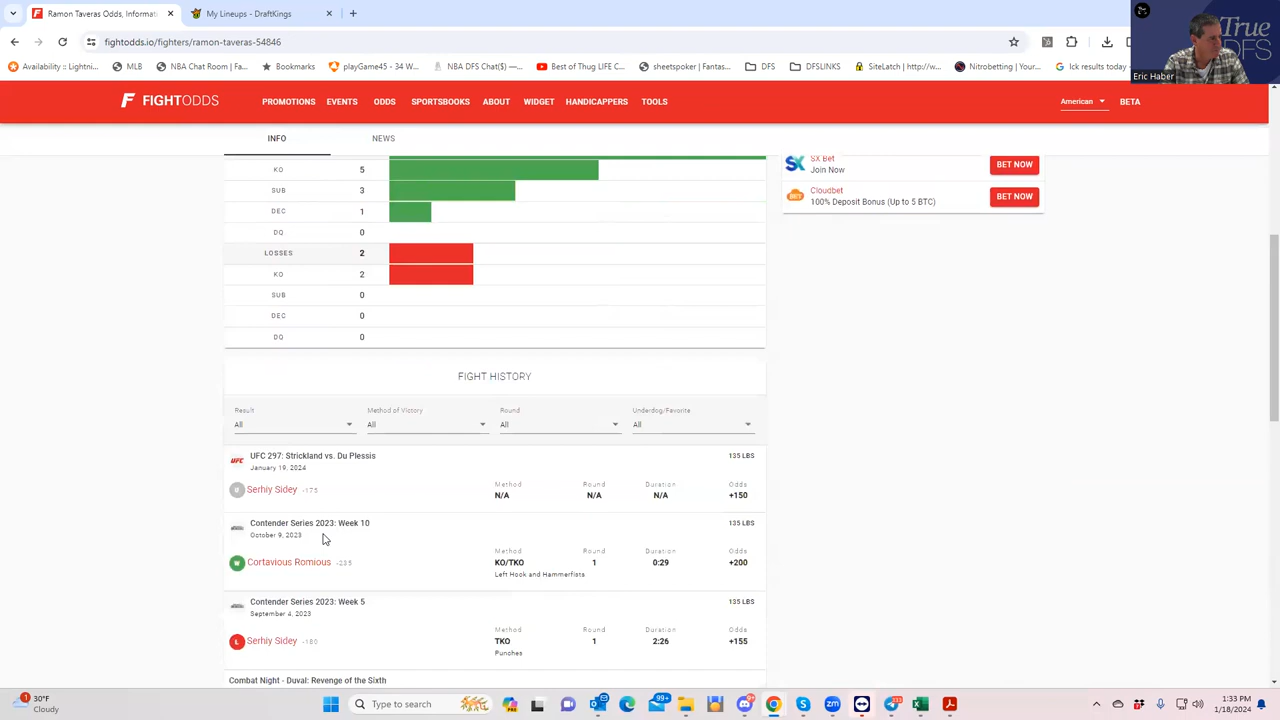 Ramon Taveras Odds, Informat
My Lineups - DraftKings
fightodds.io/fighters/ramon-taveras-54846
Availability :: Lightni...
MLB
NBA Chat Room | Fa...
Bookmarks
playGame45 - 34 W...
NBA DFS Chat($) —...
Best of Thug LIFE C...
sheetspoker | Phot...
DFS
DFSLINKS
SiteLatch | http://w...
Nitrobetting | Your...
Ick results today -...
True
DFS
Eric Haber
FIGHTODDS
PROMOTIONS EVENTS ODDS SPORTSBOOKS ABOUT WIDGET HANDICAPPERS TOOLS
American
BETA
INFO
NEWS
KO 5
SUB 3
DEC 1
DQ 0
LOSSES 2
KO 2
SUB 0
DEC 0
DQ 0
SX Bet
Join Now
BET NOW
Cloudbet
100% Deposit Bonus (Up to 5 BTC)
BET NOW
FIGHT HISTORY
Result Method of Victory Round Underdog/Favorite
All All All All
UFC 297: Strickland vs. Du Plessis 135 LBS
January 19, 2024
Method Round Duration Odds
Serhiy Sidey -175 N/A N/A N/A +150
Contender Series 2023: Week 10 135 LBS
October 9, 2023
Method Round Duration Odds
W Cortavious Romious -235 KO/TKO 1 0:29 +200
Left Hook and Hammerfists
Contender Series 2023: Week 5 135 LBS
September 4, 2023
Method Round Duration Odds
L Serhiy Sidey -180 TKO 1 2:26 +155
Punches
Combat Night - Duval: Revenge of the Sixth
30°F
Cloudy
Type to search
99+
1:33 PM
1/18/2024